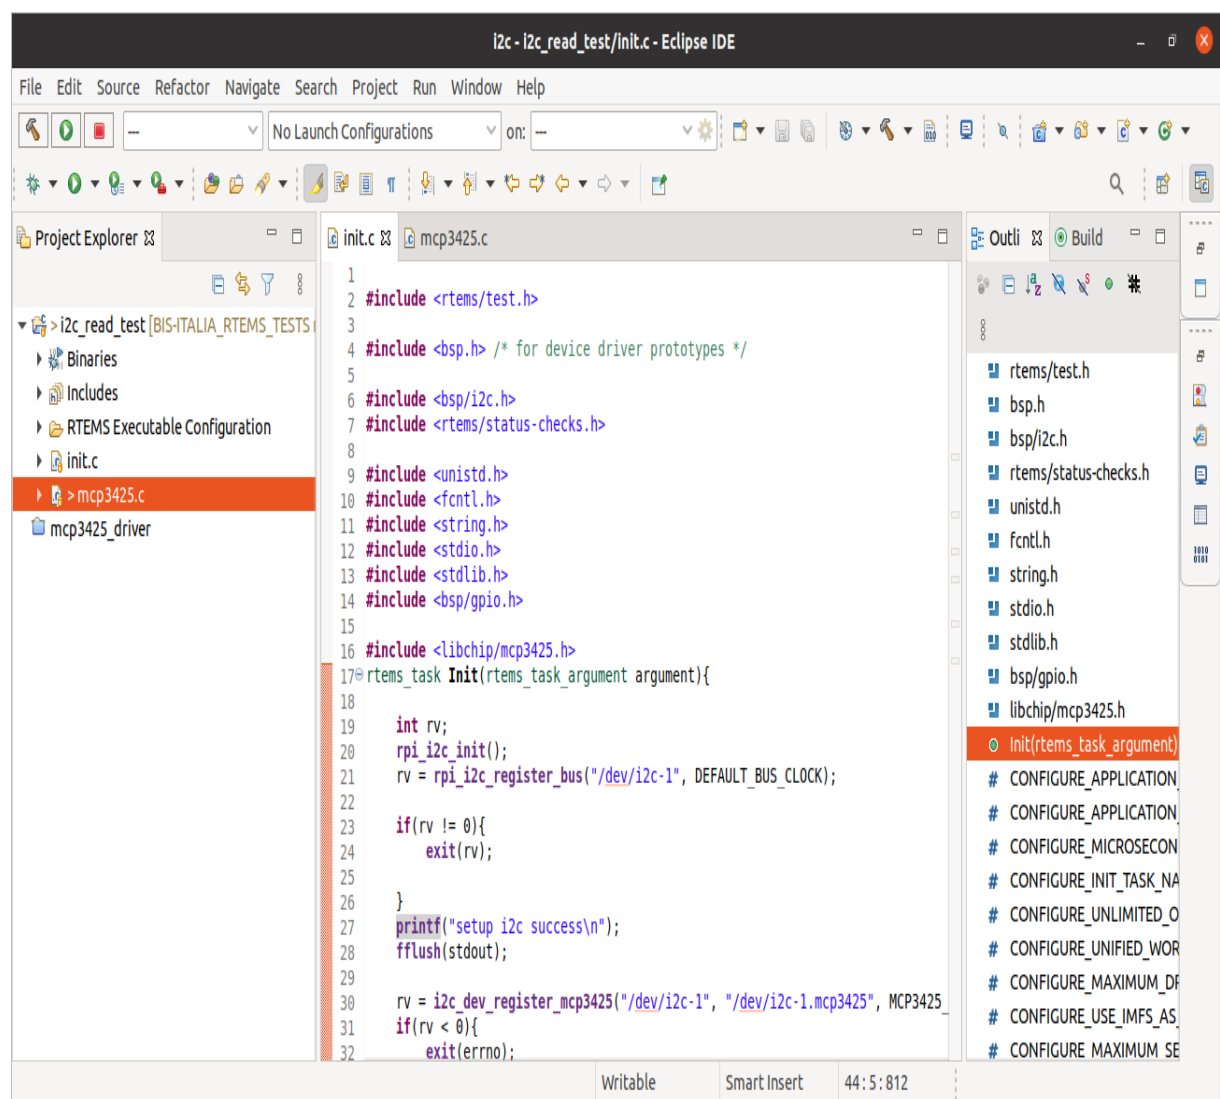 i2c - i2c_read_test/init.c - Eclipse IDE
File Edit Source Refactor Navigate Search Project Run Window Help
--- No Launch Configurations on: ---
Project Explorer
init.c mcp3425.c
Outli Build
> i2c_read_test [BIS-ITALIA_RTEMS_TESTS
Binaries
Includes
RTEMS Executable Configuration
init.c
> mcp3425.c
mcp3425_driver
1
2 #include <rtems/test.h>
3
4 #include <bsp.h> /* for device driver prototypes */
5
6 #include <bsp/i2c.h>
7 #include <rtems/status-checks.h>
8
9 #include <unistd.h>
10 #include <fcntl.h>
11 #include <string.h>
12 #include <stdio.h>
13 #include <stdlib.h>
14 #include <bsp/gpio.h>
15
16 #include <libchip/mcp3425.h>
17 rtems_task Init(rtems_task_argument argument){
18
19 int rv;
20 rpi_i2c_init();
21 rv = rpi_i2c_register_bus("/dev/i2c-1", DEFAULT_BUS_CLOCK);
22
23 if(rv != 0){
24 exit(rv);
25
26 }
27 printf("setup i2c success\n");
28 fflush(stdout);
29
30 rv = i2c_dev_register_mcp3425("/dev/i2c-1", "/dev/i2c-1.mcp3425", MCP3425_
31 if(rv < 0){
32 exit(errno);
rtems/test.h
bsp.h
bsp/i2c.h
rtems/status-checks.h
unistd.h
fcntl.h
string.h
stdio.h
stdlib.h
bsp/gpio.h
libchip/mcp3425.h
Init(rtems_task_argument)
# CONFIGURE_APPLICATION_
# CONFIGURE_APPLICATION_
# CONFIGURE_MICROSECON
# CONFIGURE_INIT_TASK_NA
# CONFIGURE_UNLIMITED_O
# CONFIGURE_UNIFIED_WOR
# CONFIGURE_MAXIMUM_DR
# CONFIGURE_USE_IMFS_AS_
# CONFIGURE_MAXIMUM_SE
Writable Smart Insert 44 : 5 : 812